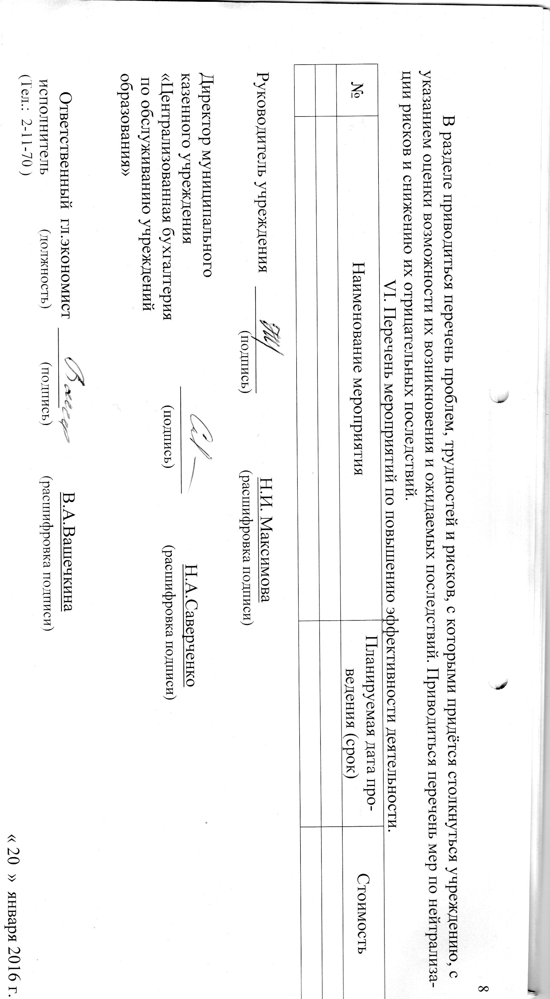 8
В разделе приводиться перечень проблем, трудностей и рисков, с которыми придётся столкнуться учреждению, с
указанием оценки возможности их возникновения и ожидаемых последствий. Приводиться перечень мер по нейтрализа-
ции рисков и снижению их отрицательных последствий.
VI. Перечень мероприятий по повышению эффективности деятельности.
№ Наименование мероприятия Планируемая дата про- Стоимость
ведения (срок)
Руководитель учреждения Н.И. Максимова
(подпись) (расшифровка подписи)
Директор муниципального
казенного учреждения Н.А.Саверченко
«Централизованная бухгалтерия (подпись) (расшифровка подписи)
по обслуживанию учреждений
образования»
Ответственный гл.экономист В.А.Вашечкина
исполнитель (должность) (подпись) (расшифровка подписи)
(Тел.: 2-11-70 )
« 20 » января 2016 г.